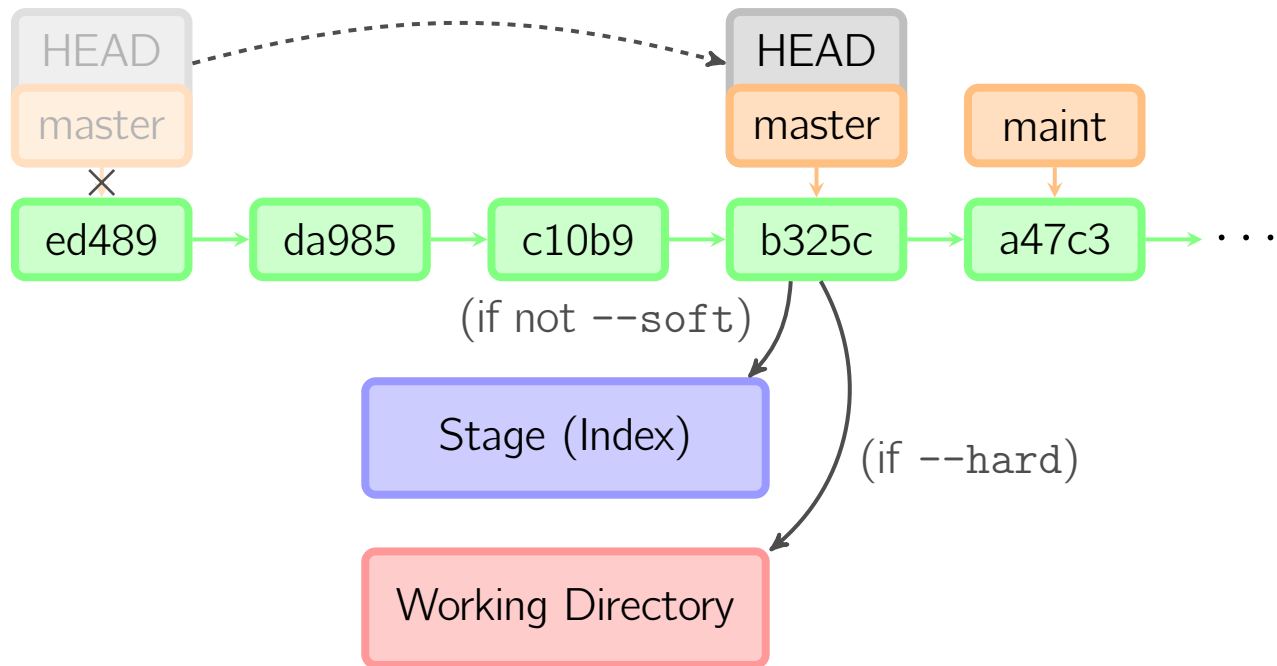 HEAD
HEAD
master
master
maint
ed489
da985
c10b9
b325c
a47c3
...
(if not --soft)
Stage (Index)
(if --hard)
Working Directory